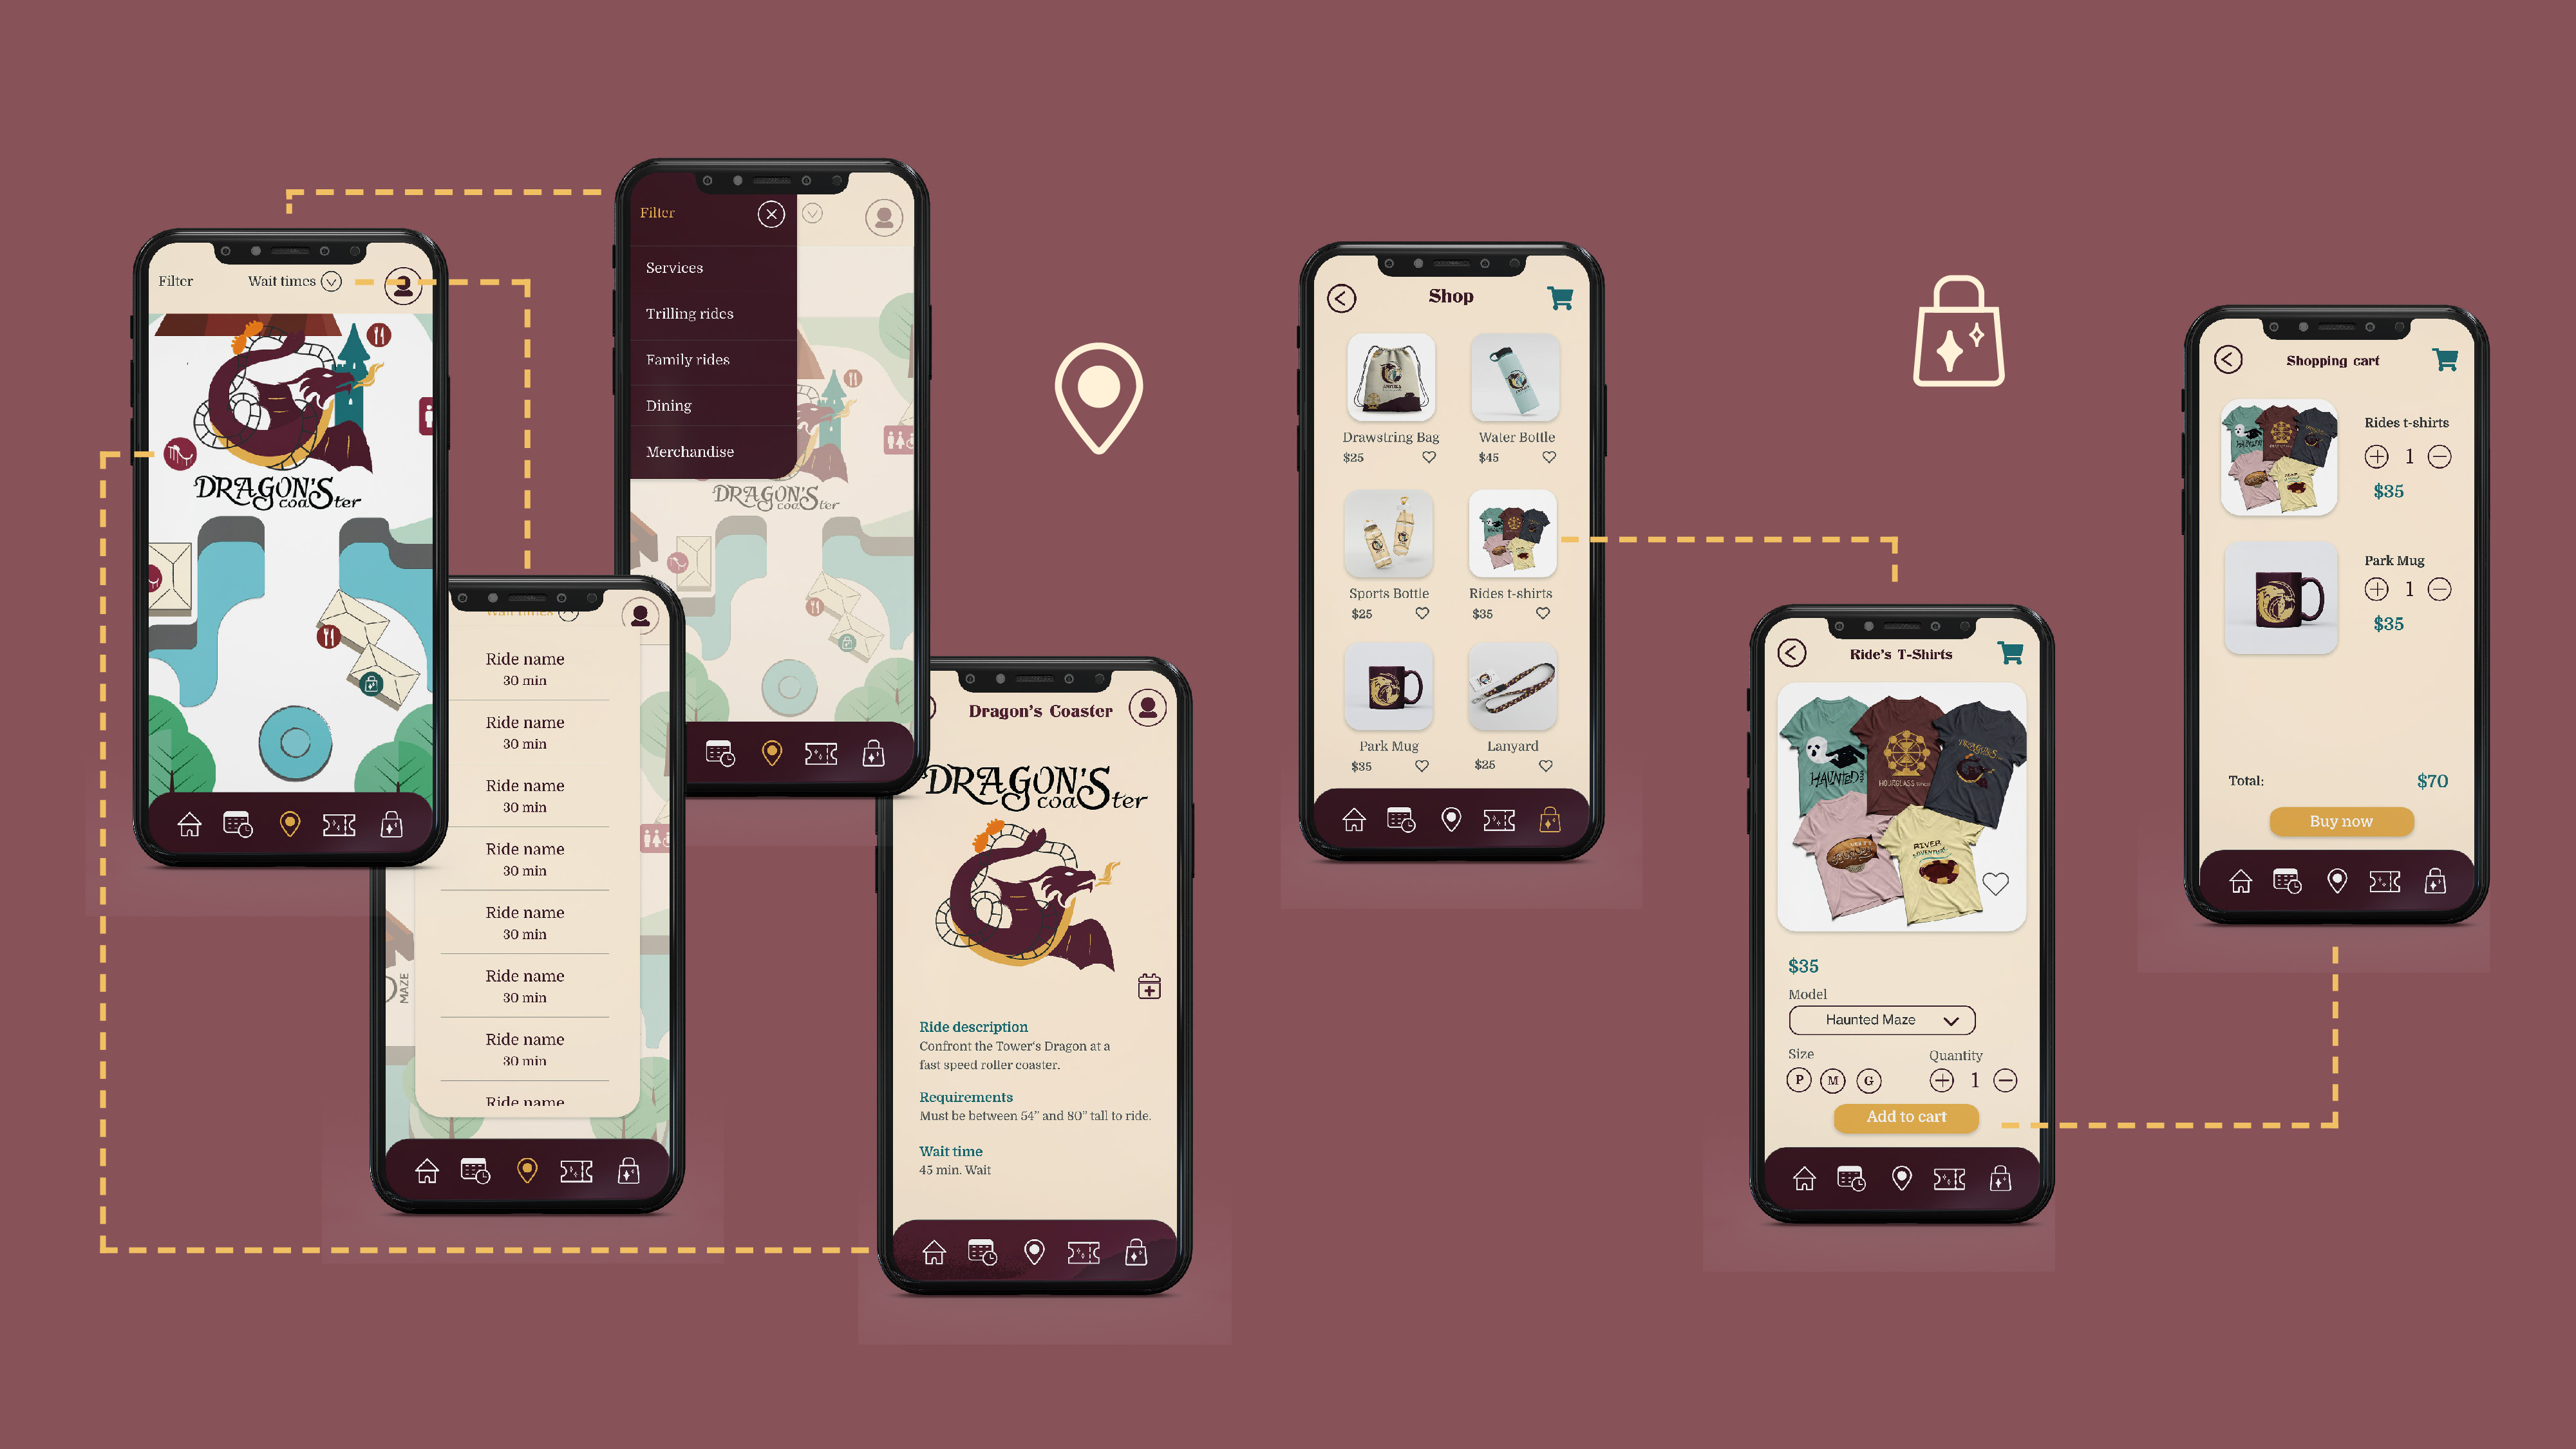 Filter
Wait times
DRAGON'S
coaster
Filter
Services
Trilling rides
Family rides
Dining
Merchandise
DRAGON'S
coaster
Wait times
Ride name
30 min
Ride name
30 min
Ride name
30 min
Ride name
30 min
Ride name
30 min
Ride name
30 min
Ride name
30 min
Ride name
MAZE
Dragon's Coaster
DRAGON'S
coaster
Ride description
Confront the Tower's Dragon at a
fast speed roller coaster.
Requirements
Must be between 54" and 80" tall to ride.
Wait time
45 min. Wait
Shop
Drawstring Bag
$25
Water Bottle
$45
Sports Bottle
$25
Rides t-shirts
$35
Park Mug
$35
Lanyard
$25
Ride's T-Shirts
HAUNTED
HOURGLASS
DRAGON'S
RIVER
ADVENTURE
$35
Model
Haunted Maze
Size
P M G
Quantity
1
Add to cart
Shopping cart
Rides t-shirts
1
$35
Park Mug
1
$35
Total: $70
Buy now